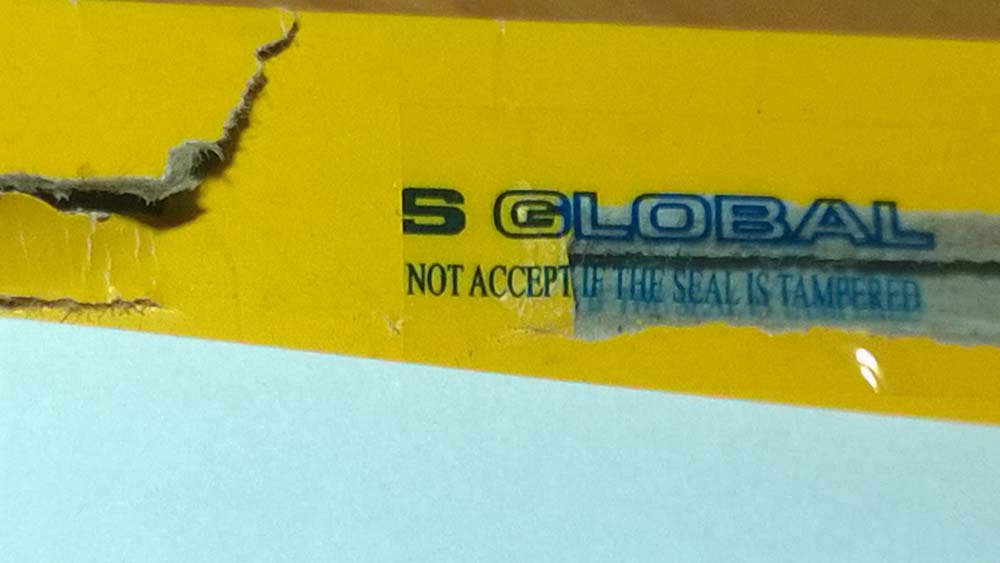 S GLOBAL
NOT ACCEPT IF THE SEAL IS TAMPERED